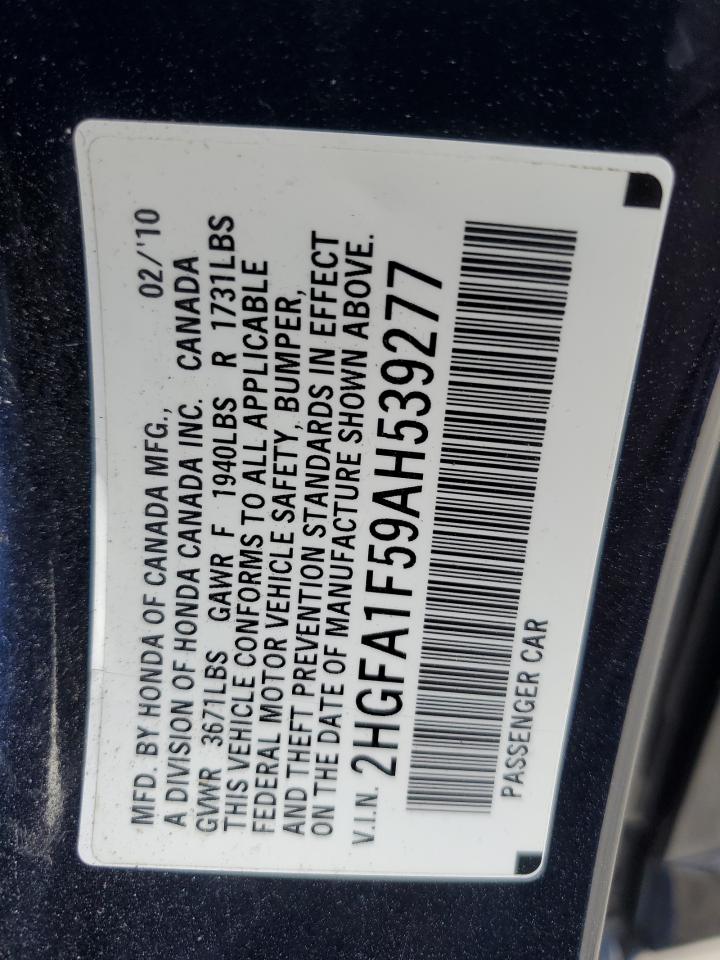 MFD. BY HONDA OF CANADA MFG., 02/'10
A DIVISION OF HONDA CANADA INC. CANADA
GVWR 3671LBS GAWR F 1940LBS R 1731LBS
THIS VEHICLE CONFORMS TO ALL APPLICABLE
FEDERAL MOTOR VEHICLE SAFETY, BUMPER,
AND THEFT PREVENTION STANDARDS IN EFFECT
ON THE DATE OF MANUFACTURE SHOWN ABOVE.
V.I.N. 2HGFA1F59AH539277
PASSENGER CAR